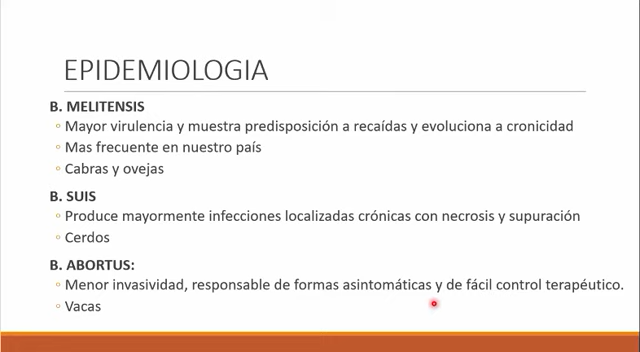 EPIDEMIOLOGIA
B. MELITENSIS
◦ Mayor virulencia y muestra predisposición a recaídas y evoluciona a cronicidad
◦ Mas frecuente en nuestro país
◦ Cabras y ovejas
B. SUIS
◦ Produce mayormente infecciones localizadas crónicas con necrosis y supuración
◦ Cerdos
B. ABORTUS:
◦ Menor invasividad, responsable de formas asintomáticas y de fácil control terapéutico.
◦ Vacas